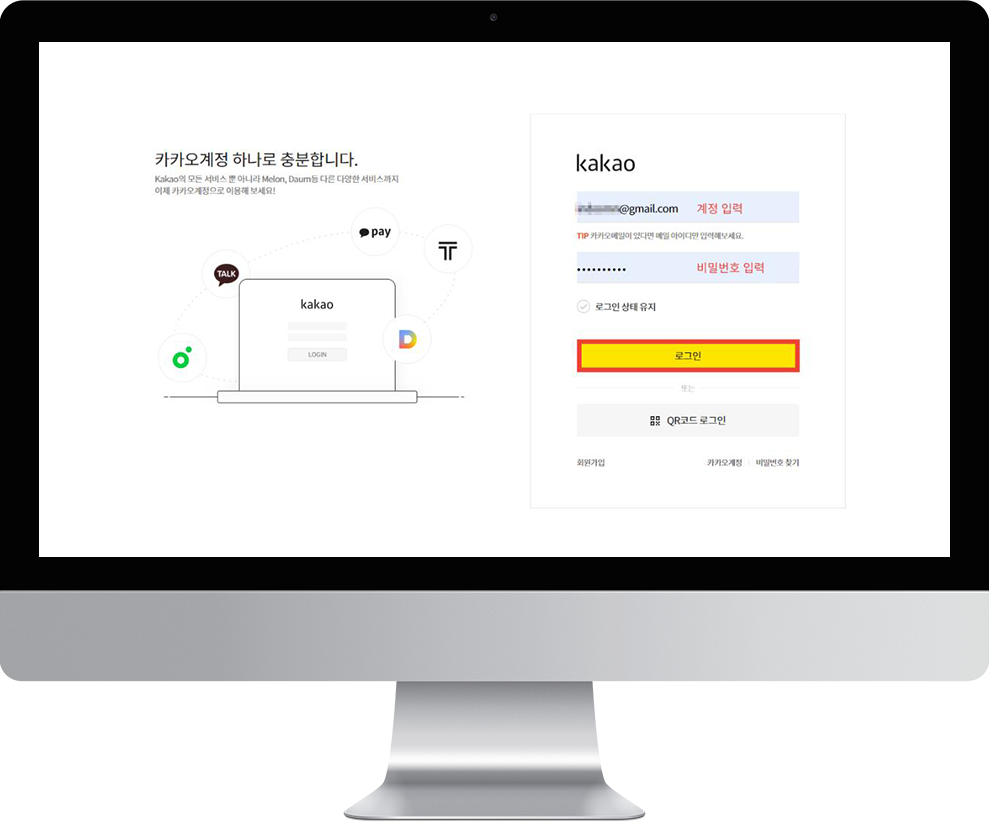 카카오계정 하나로 충분합니다.
Kakao의 모든 서비스 뿐 아니라 Melon, Daum등 다른 다양한 서비스까지
이제 카카오계정으로 이용해 보세요!
pay
TALK
kakao
LOGIN
kakao
@gmail.com 계정 입력
TIP 카카오메일이 있다면 메일 아이디만 입력해보세요.
비밀번호 입력
로그인 상태 유지
로그인
또는
QR코드 로그인
회원가입 카카오계정 | 비밀번호 찾기